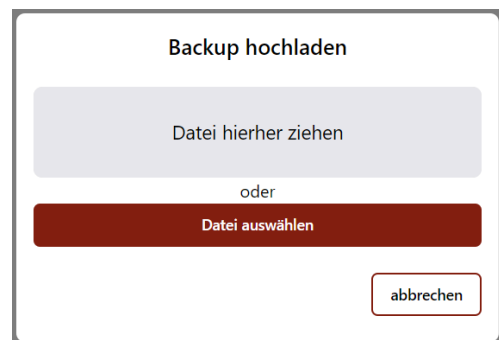 Backup hochladen
Datei hierher ziehen
oder
Datei auswählen
abbrechen